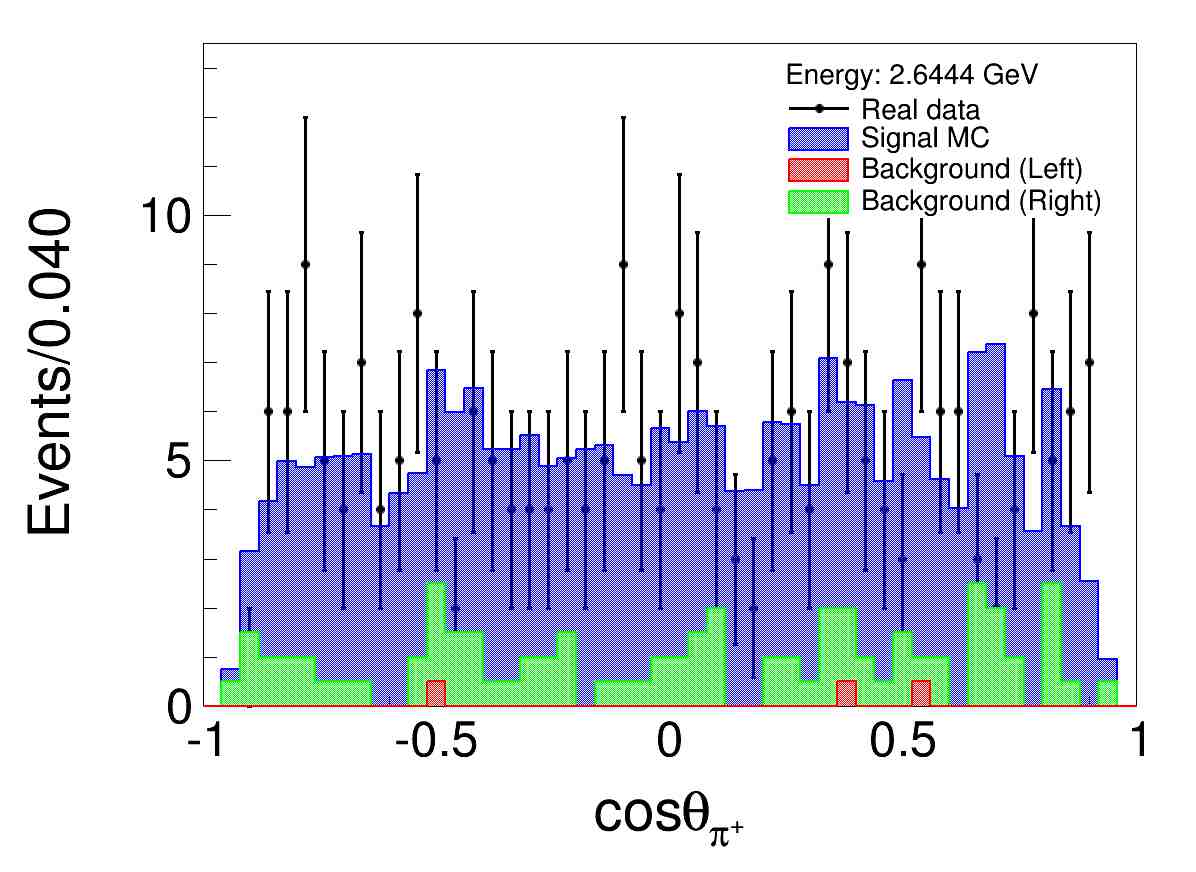 Energy: 2.6444 GeV
Real data
Signal MC
Background (Left)
Background (Right)
Events/0.040
10
5
0
-1 -0.5 0 0.5 1
cosθπ+